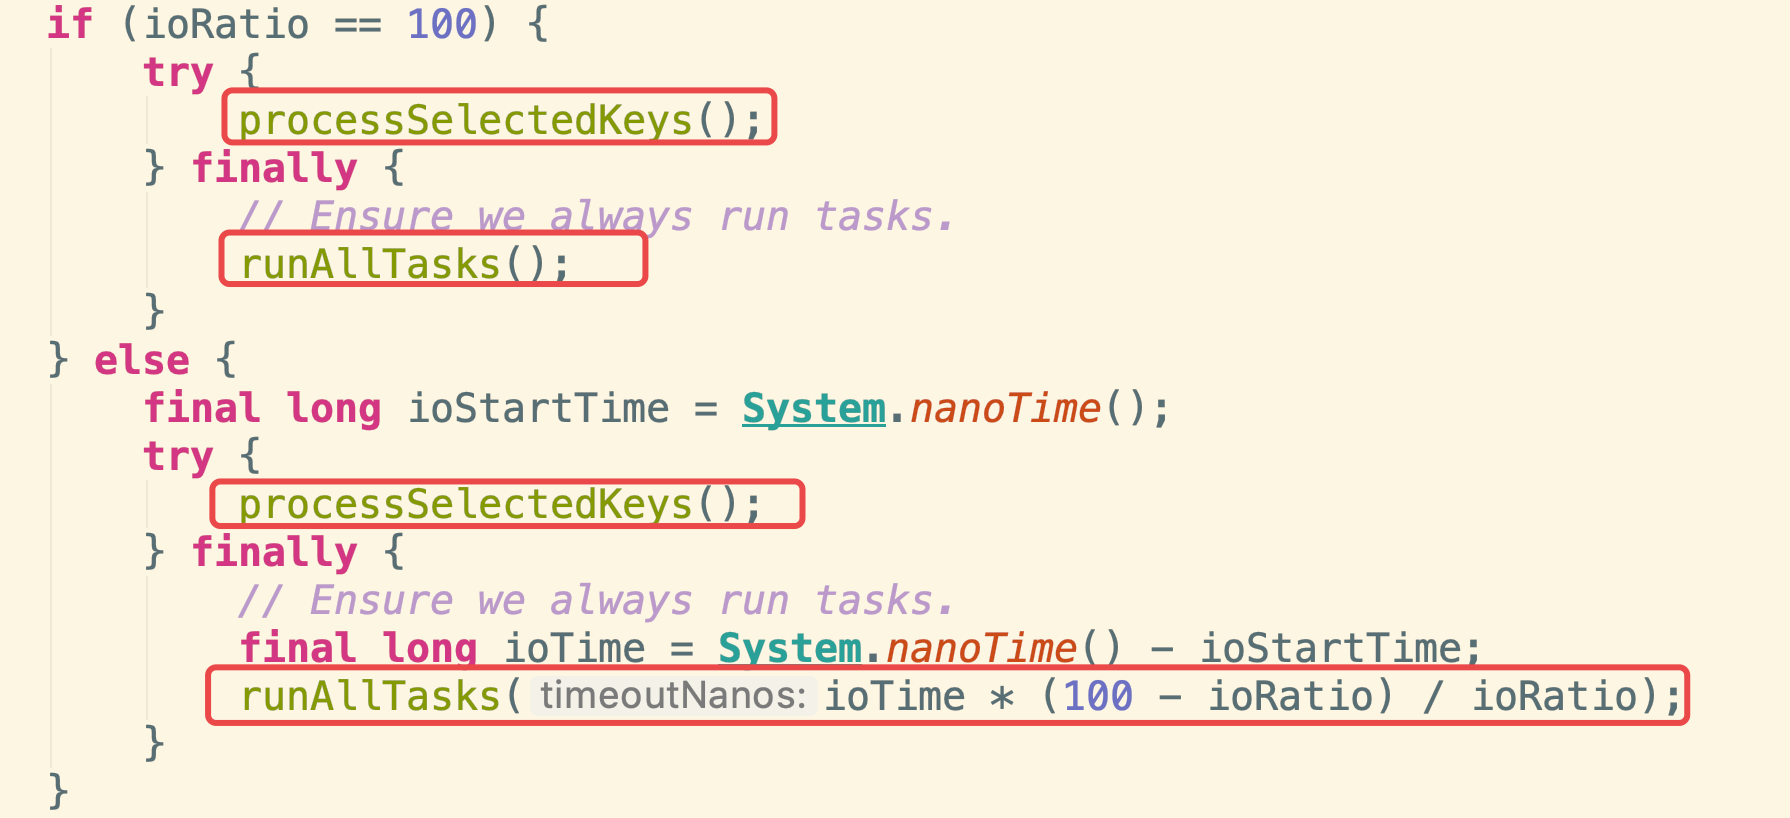 if (ioRatio == 100) {
try {
processSelectedKeys();
} finally {
// Ensure we always run tasks.
runAllTasks();
}
} else {
final long ioStartTime = System.nanoTime();
try {
processSelectedKeys();
} finally {
// Ensure we always run tasks.
final long ioTime = System.nanoTime() - ioStartTime;
runAllTasks( timeoutNanos: ioTime * (100 - ioRatio) / ioRatio);
}
}